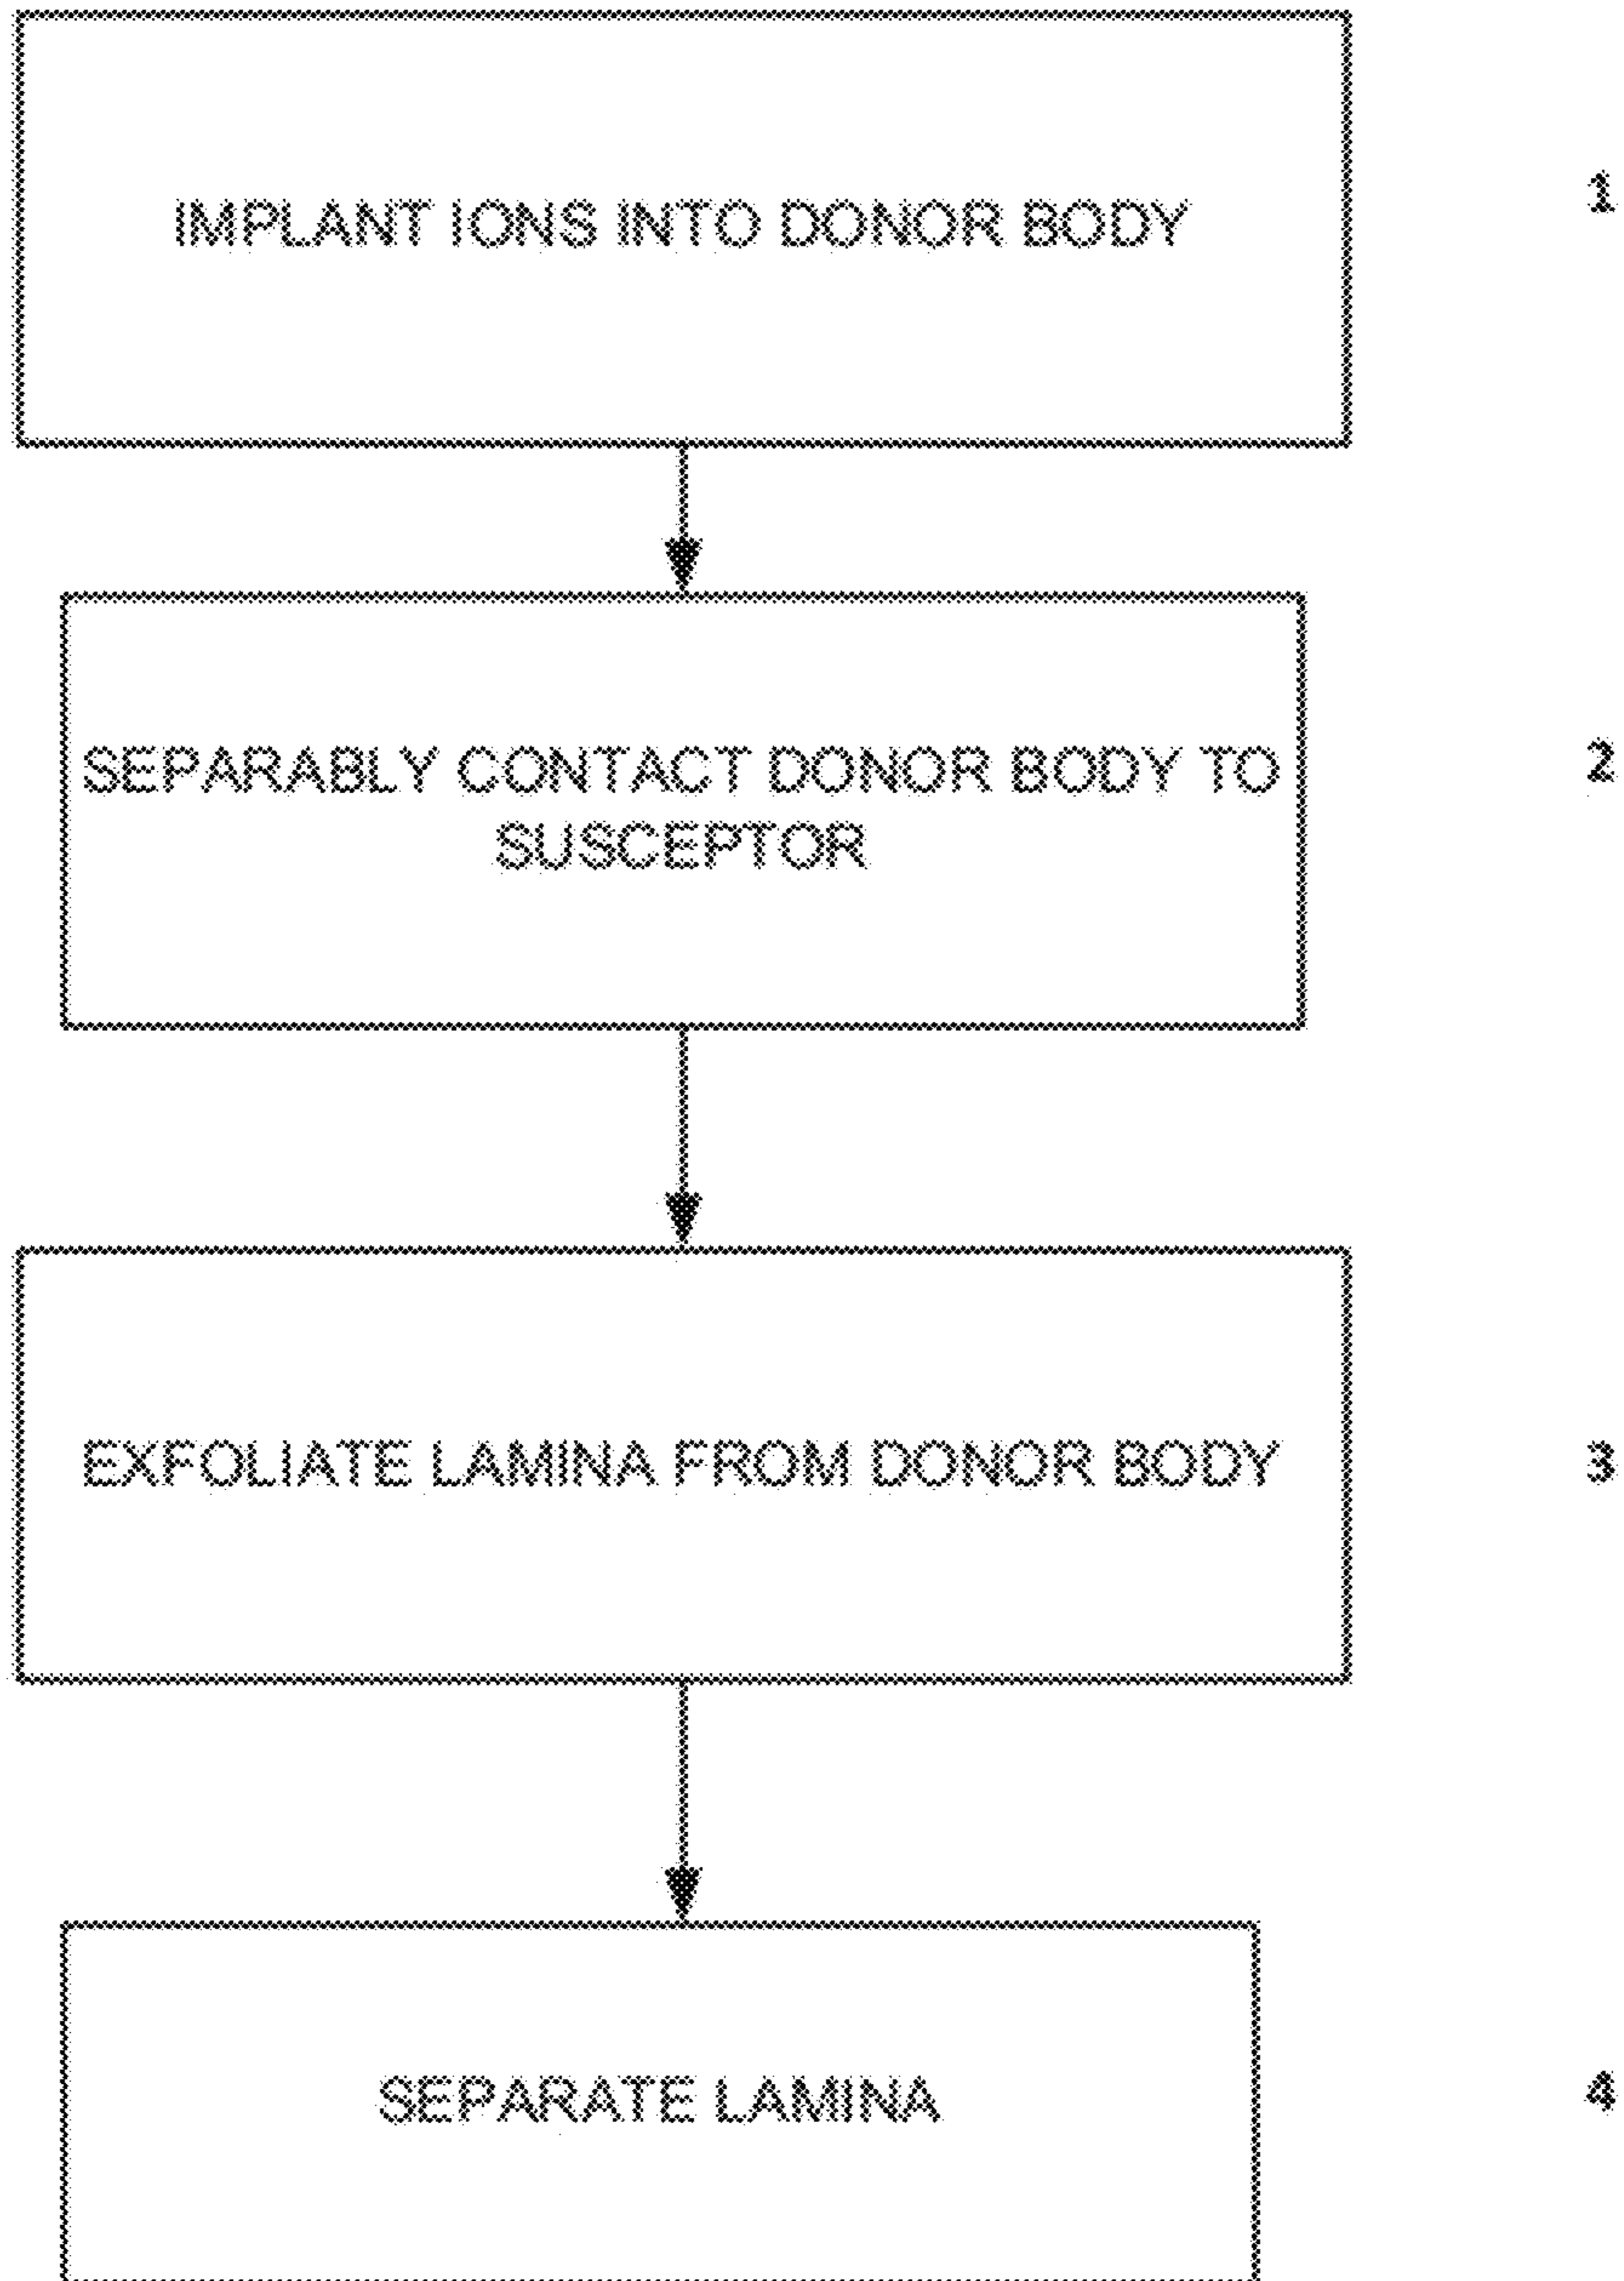 IMPLANT IONS INTO DONOR BODY
1
SEPARABLY CONTACT DONOR BODY TO
SUSCEPTOR
2
EXFOLIATE LAMINA FROM DONOR BODY
3
SEPARATE LAMINA
4